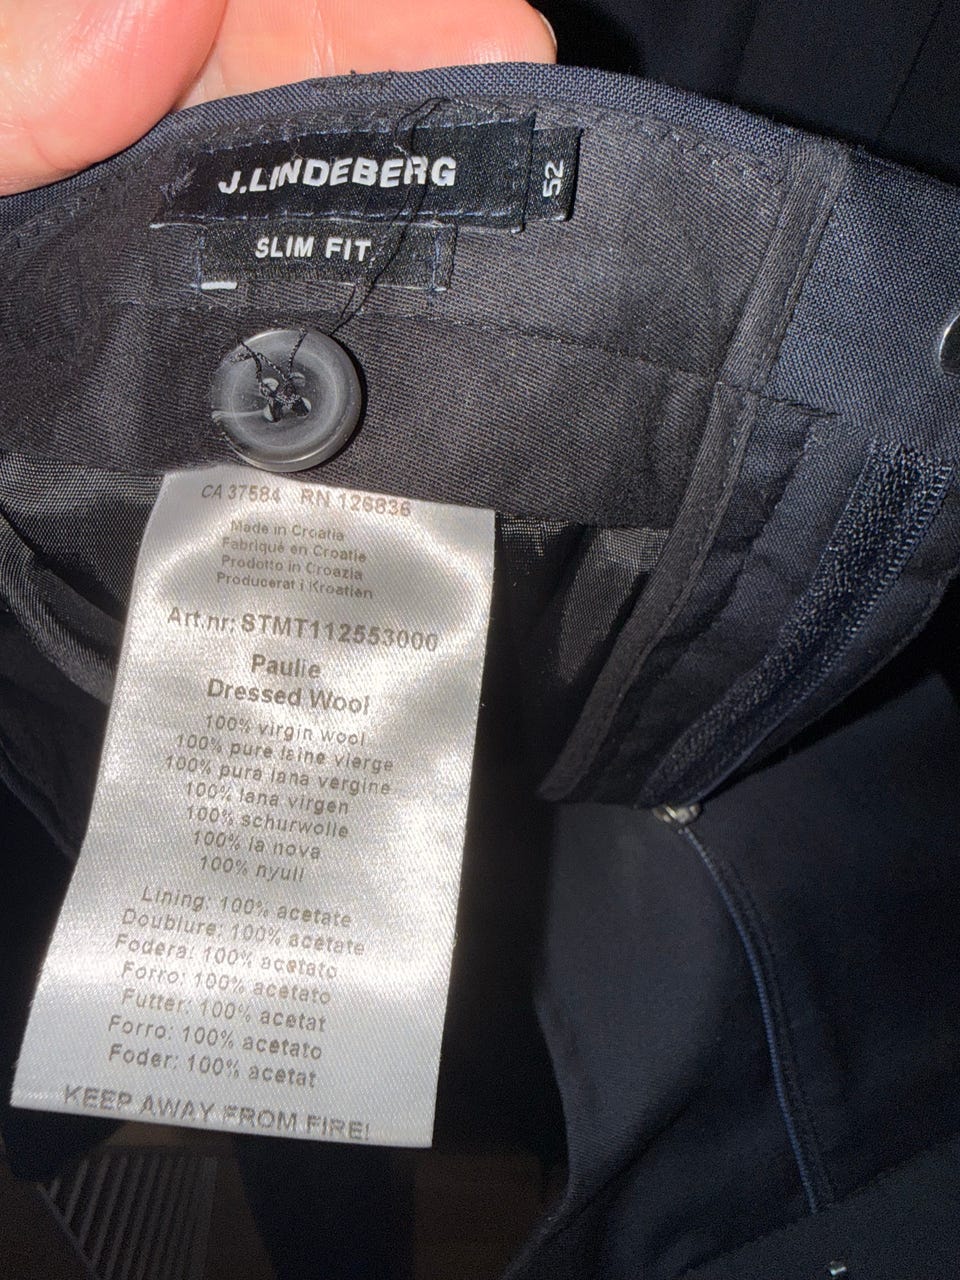 J.LINDEBERG
52
SLIM FIT
CA 37584 RN 126836
Made in Croatia
Fabriqué en Croatie
Prodotto in Croazia
Producerat i Kroatien
Art.nr: STMT112553000
Paulie
Dressed Wool
100% virgin wool
100% pure laine vierge
100% pura lana vergine
100% lana virgen
100% schurwolle
100% la nova
100% nyull
Lining: 100% acetate
Doublure: 100% acétate
Fodera: 100% acetato
Forro: 100% acetato
Futter: 100% acetat
Forro: 100% acetato
Foder: 100% acetat
KEEP AWAY FROM FIRE!